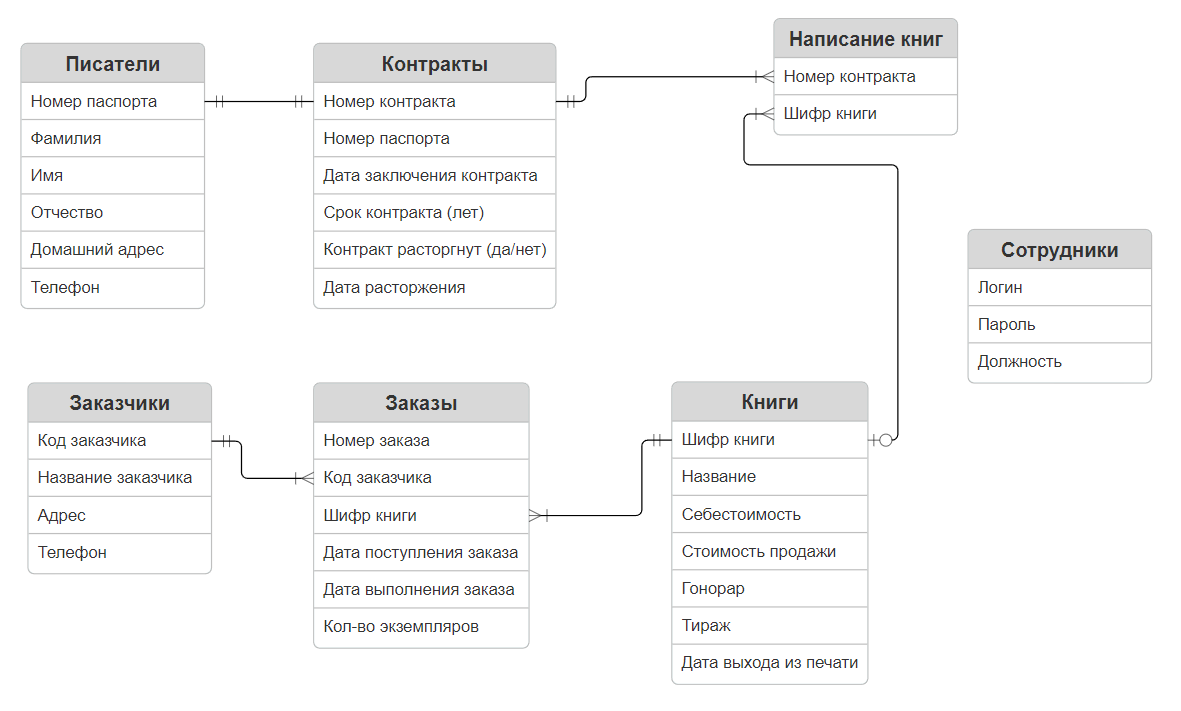 Писатели
Номер паспорта
Фамилия
Имя
Отчество
Домашний адрес
Телефон
Контракты
Номер контракта
Номер паспорта
Дата заключения контракта
Срок контракта (лет)
Контракт расторгнут (да/нет)
Дата расторжения
Написание книг
Номер контракта
Шифр книги
Сотрудники
Логин
Пароль
Должность
Заказчики
Код заказчика
Название заказчика
Адрес
Телефон
Заказы
Номер заказа
Код заказчика
Шифр книги
Дата поступления заказа
Дата выполнения заказа
Кол-во экземпляров
Книги
Шифр книги
Название
Себестоимость
Стоимость продажи
Гонорар
Тираж
Дата выхода из печати